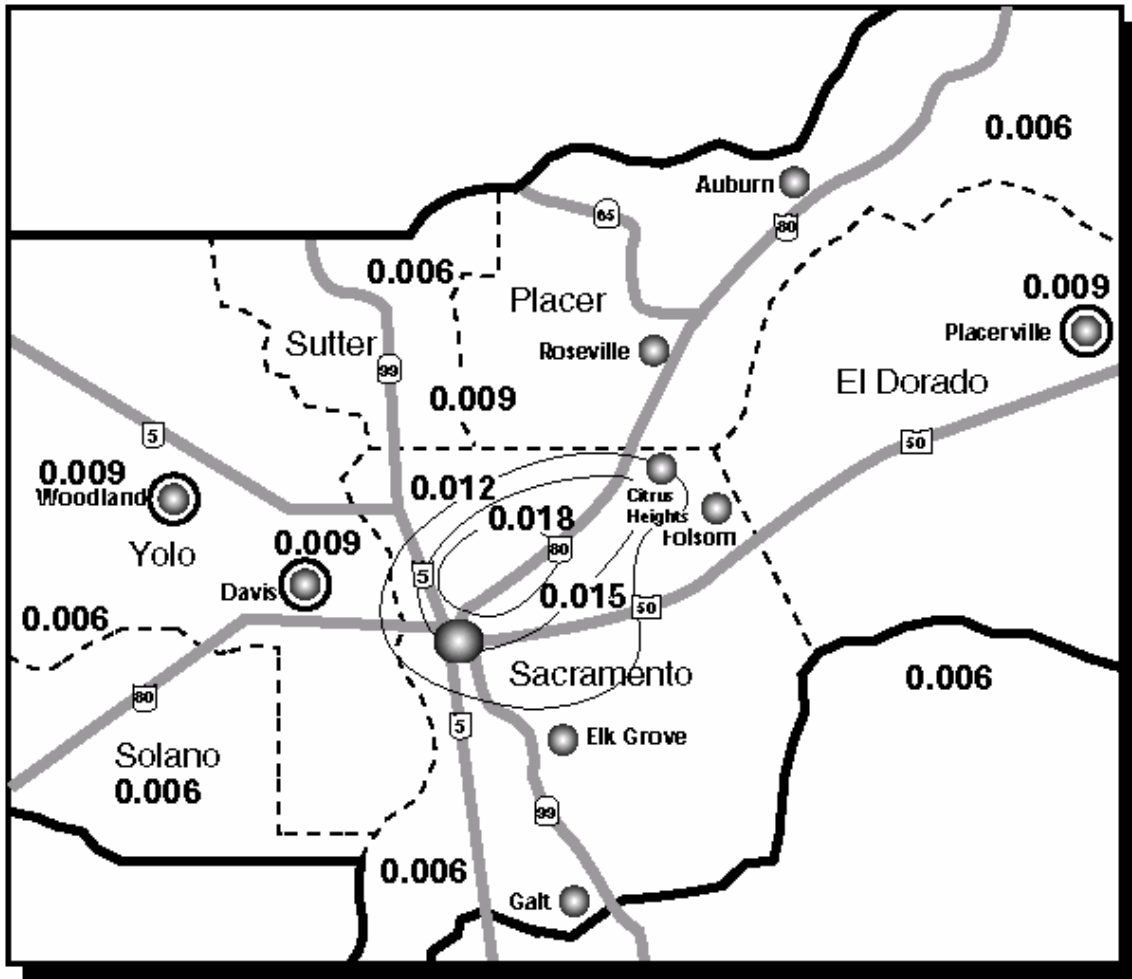 0.006
Auburn
65
80
0.006
0.009
Placer
Placerville
Sutter
Roseville
99
El Dorado
0.009
5
50
0.009
0.012
Woodland
Citrus
Heights
0.018
Folsom
0.009
80
Yolo
5
Davis
0.015
50
0.006
Sacramento
0.006
80
5
Elk Grove
Solano
0.006
99
0.006
Galt